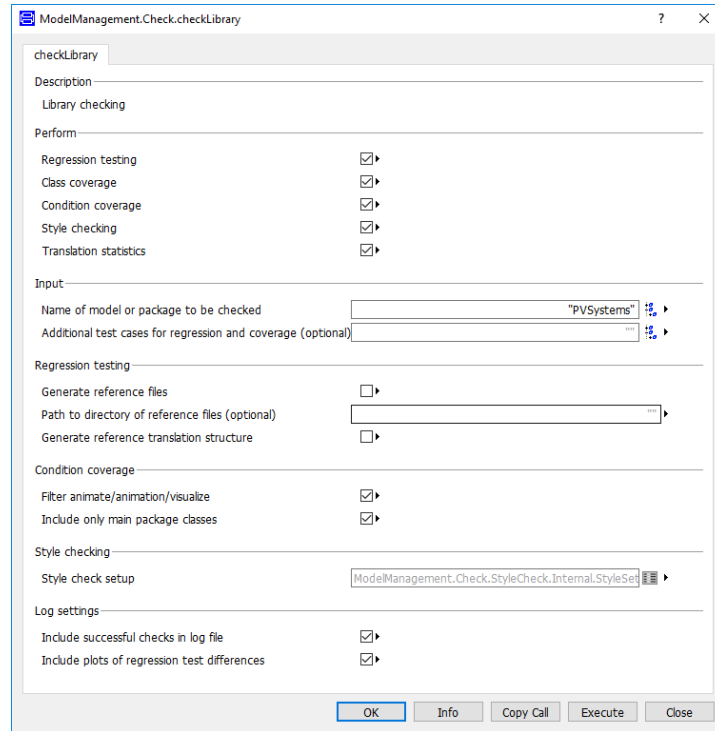 ModelManagement.Check.checkLibrary ? ×
checkLibrary
Description
Library checking
Perform
Regression testing
Class coverage
Condition coverage
Style checking
Translation statistics
Input
Name of model or package to be checked "PVSystems"
Additional test cases for regression and coverage (optional) ""
Regression testing
Generate reference files
Path to directory of reference files (optional) ""
Generate reference translation structure
Condition coverage
Filter animate/animation/visualize
Include only main package classes
Style checking
Style check setup ModelManagement.Check.StyleCheck.Internal.StyleSet
Log settings
Include successful checks in log file
Include plots of regression test differences
OK Info Copy Call Execute Close